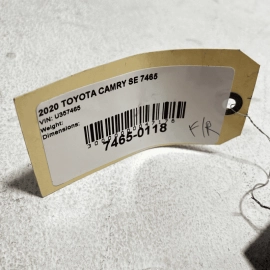 2020 TOYOTA CAMRY SE 7465
VIN: U357465
Weight:
Dimensions:
7465-0118
F/R